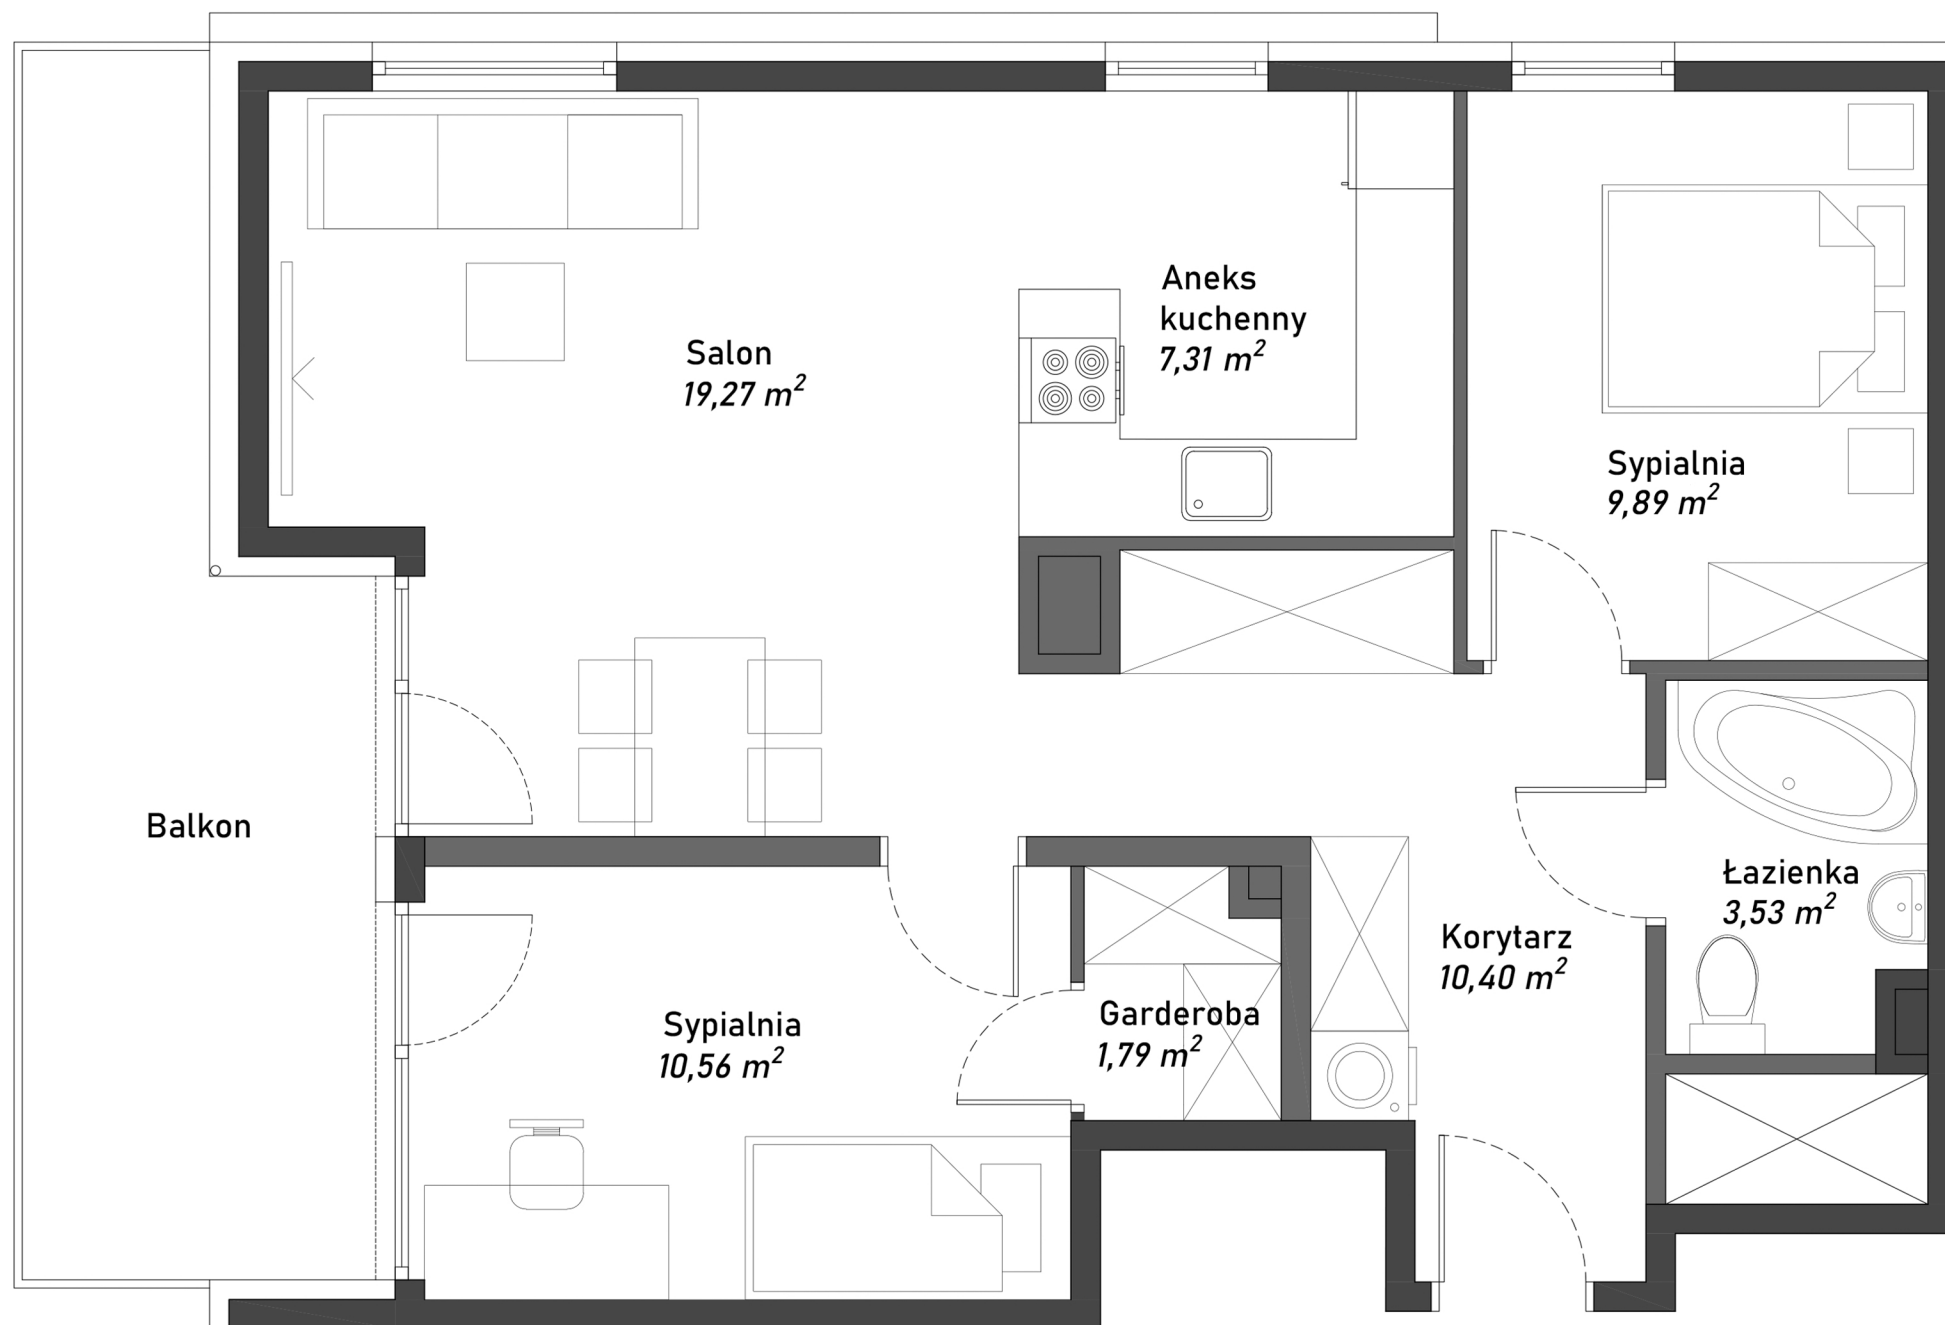 Aneks
kuchenny
7,31 m²
Salon
19,27 m²
Sypialnia
9,89 m²
Balkon
Łazienka
3,53 m²
Korytarz
10,40 m²
Sypialnia
10,56 m²
Garderoba
1,79 m²